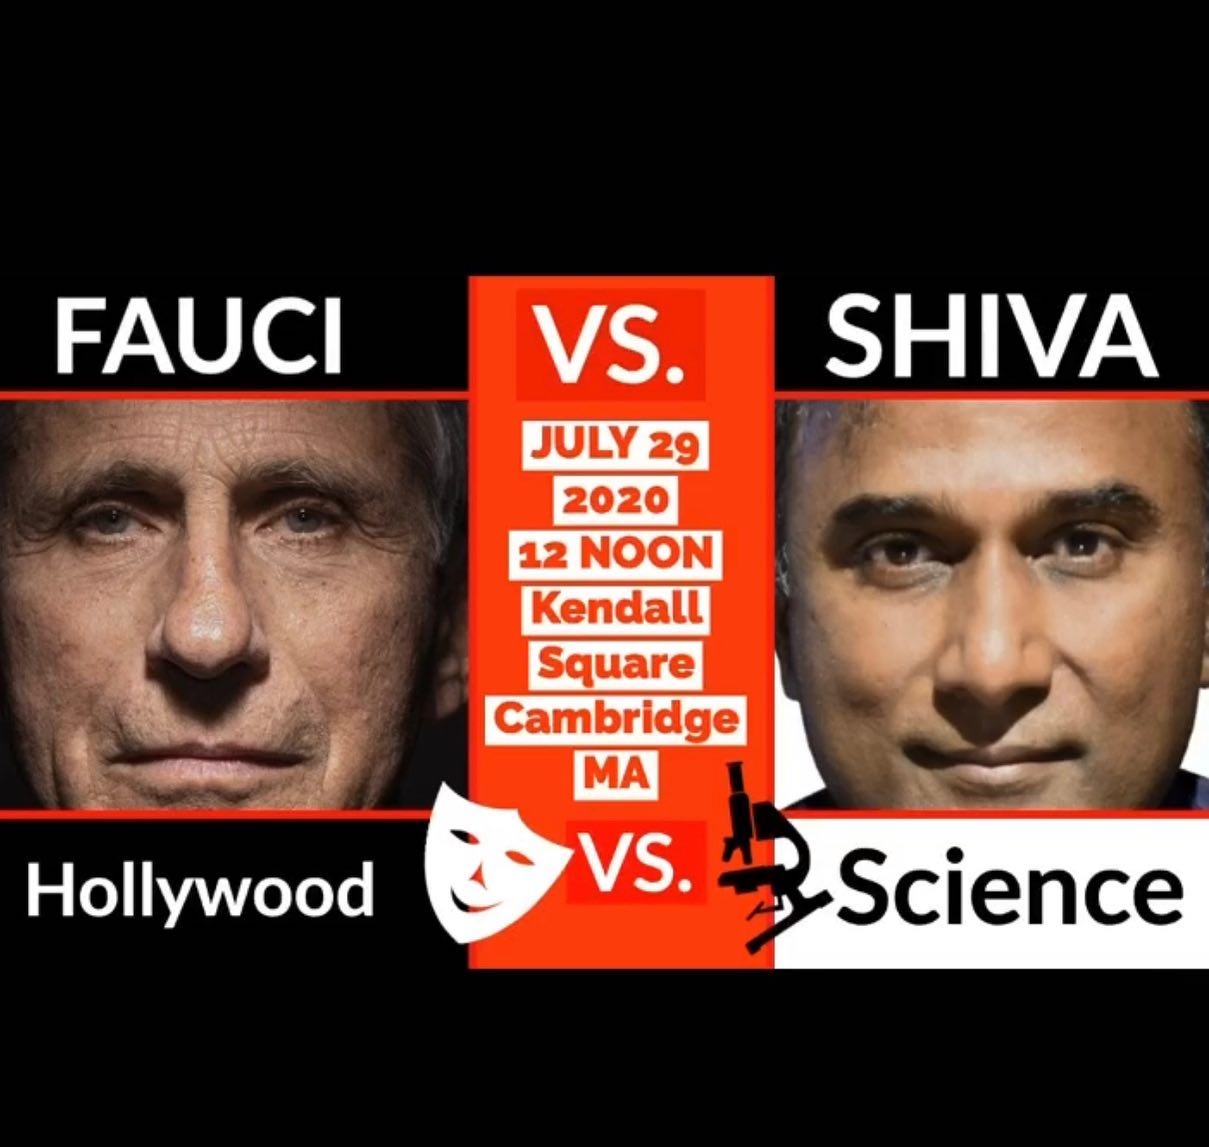 FAUCI
VS.
SHIVA
JULY 29
2020
12 NOON
Kendall
Square
Cambridge
MA
Hollywood
VS.
Science